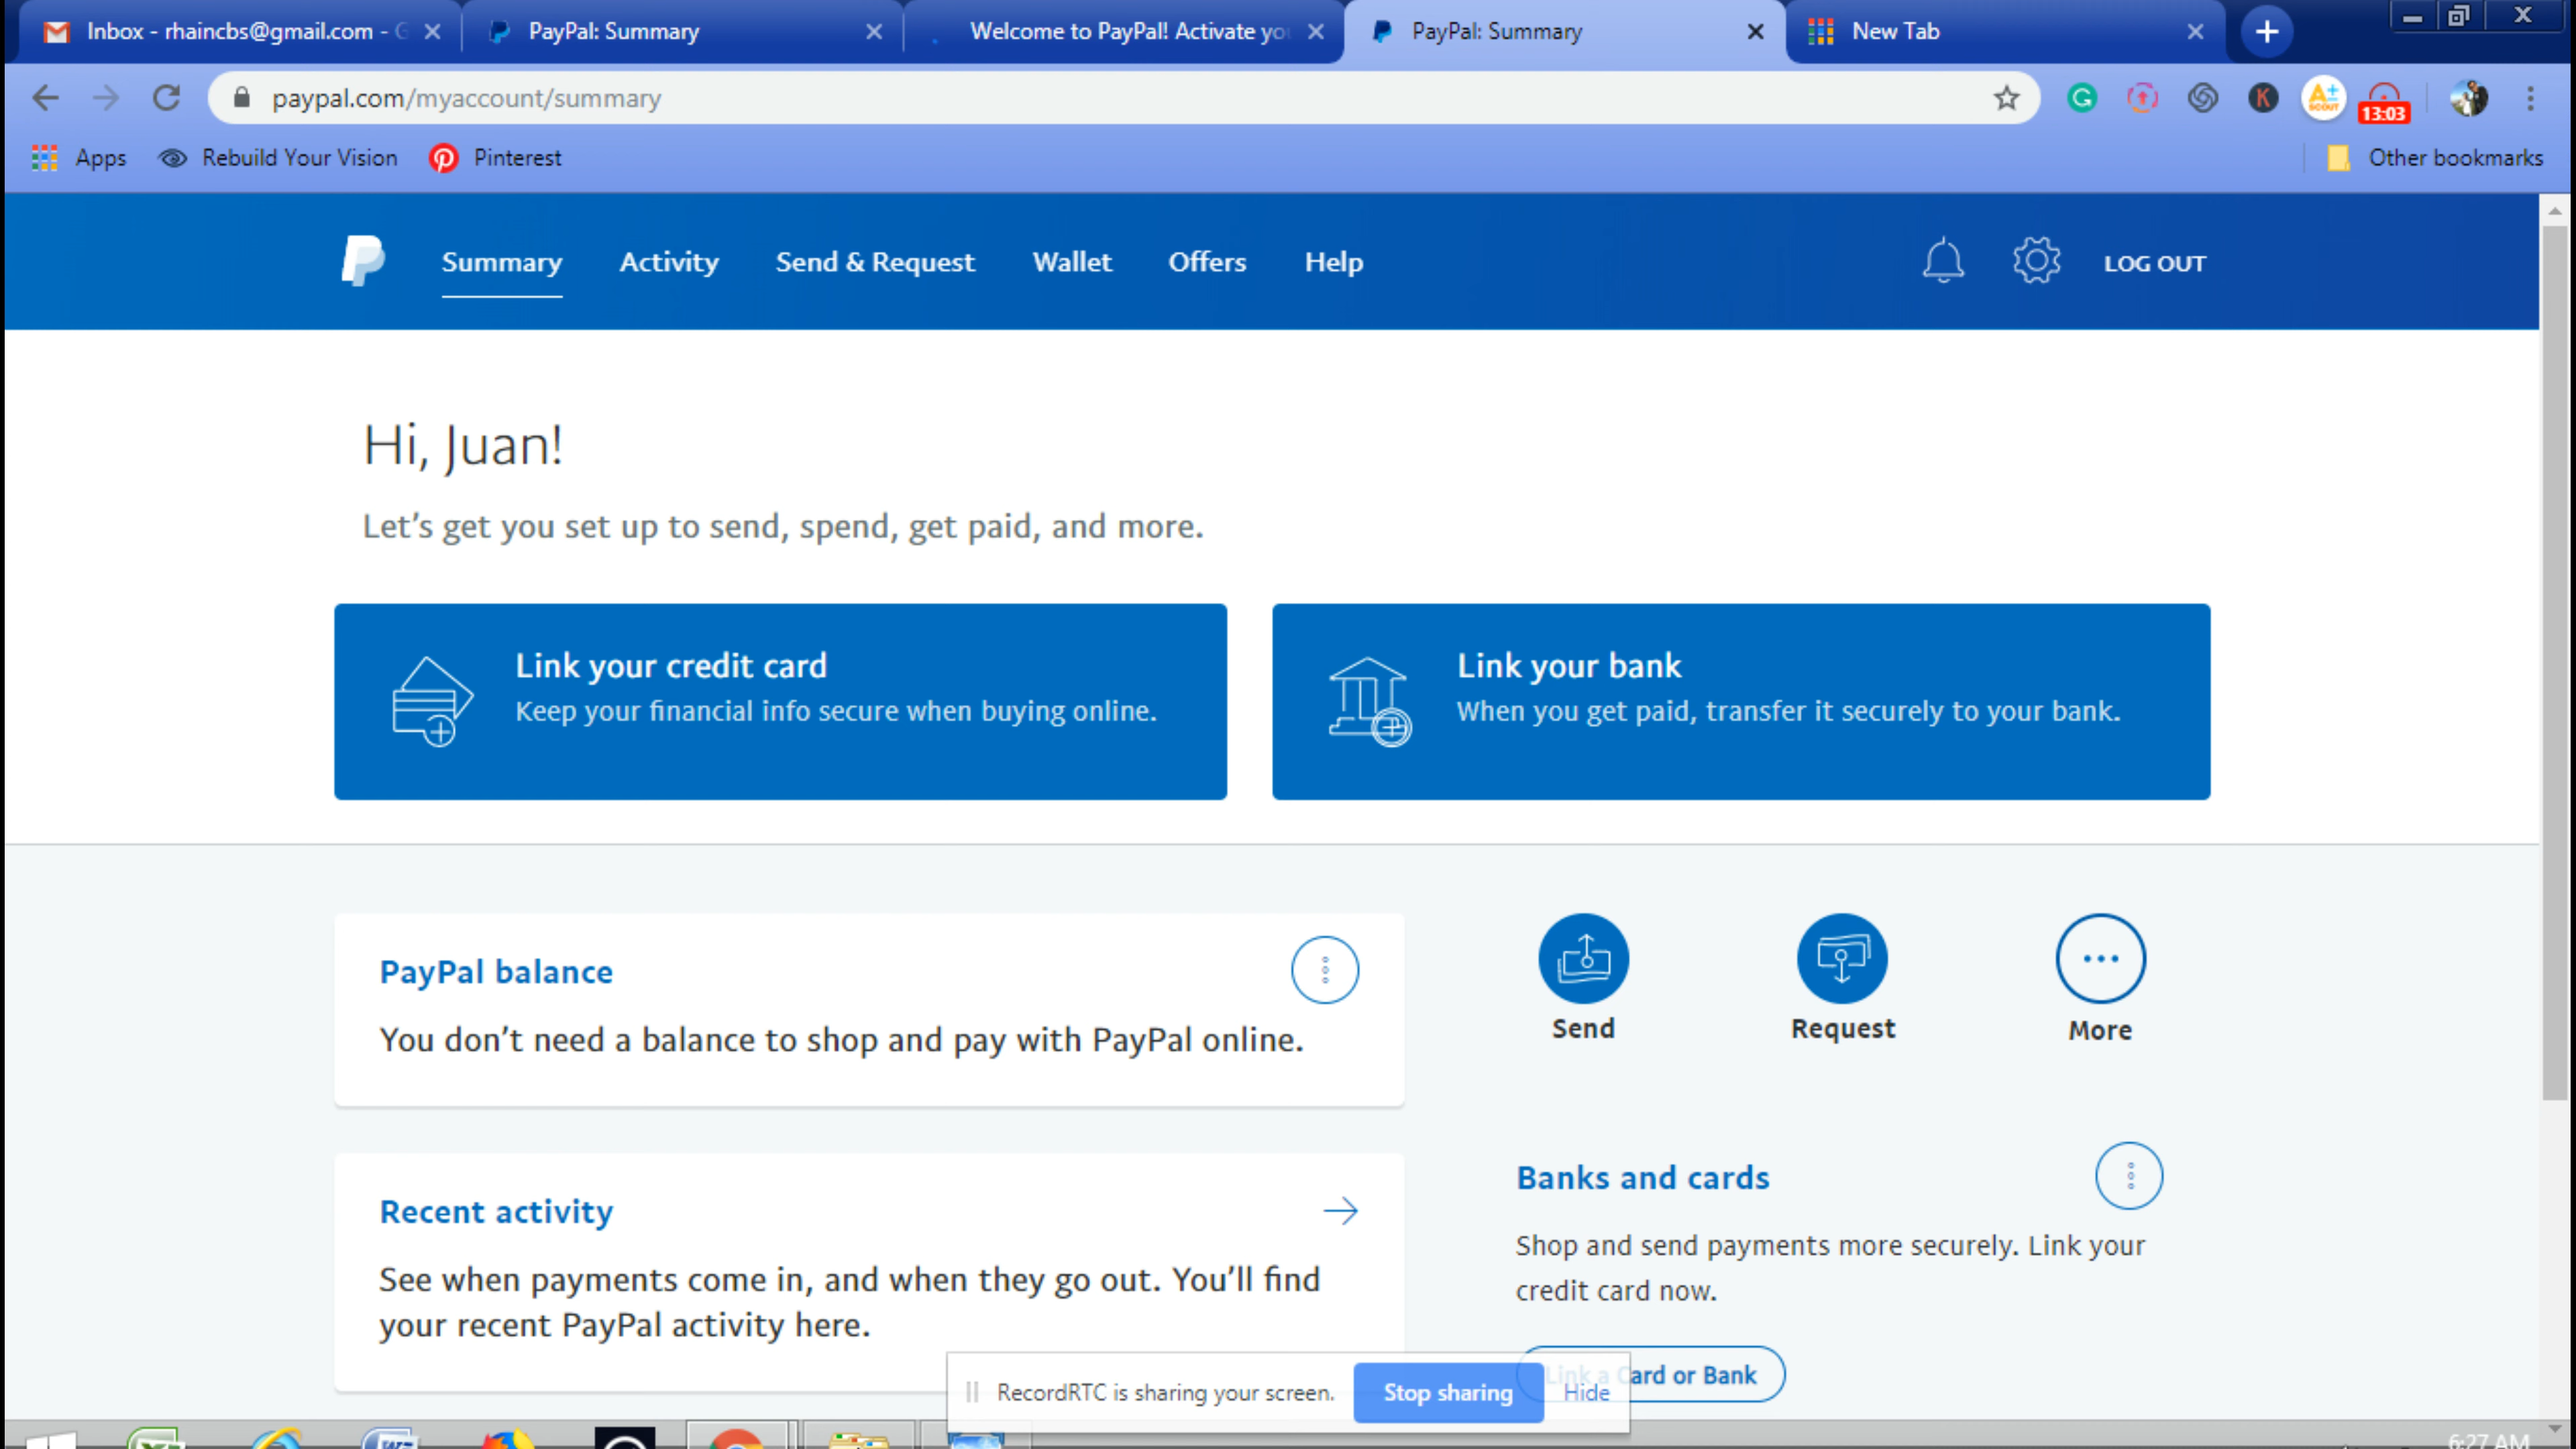 Inbox - rhaincbs@gmail.com - G
PayPal: Summary
Welcome to PayPal! Activate yo
PayPal: Summary
New Tab
paypal.com/myaccount/summary
13:03
Apps
Rebuild Your Vision
Pinterest
Other bookmarks
Summary
Activity
Send & Request
Wallet
Offers
Help
LOG OUT
Hi, Juan!
Let's get you set up to send, spend, get paid, and more.
Link your credit card
Keep your financial info secure when buying online.
Link your bank
When you get paid, transfer it securely to your bank.
PayPal balance
You don't need a balance to shop and pay with PayPal online.
Send
Request
More
Recent activity
See when payments come in, and when they go out. You'll find
your recent PayPal activity here.
Banks and cards
Shop and send payments more securely. Link your
credit card now.
Link a Card or Bank
RecordRTC is sharing your screen.
Stop sharing
Hide
6:27 AM